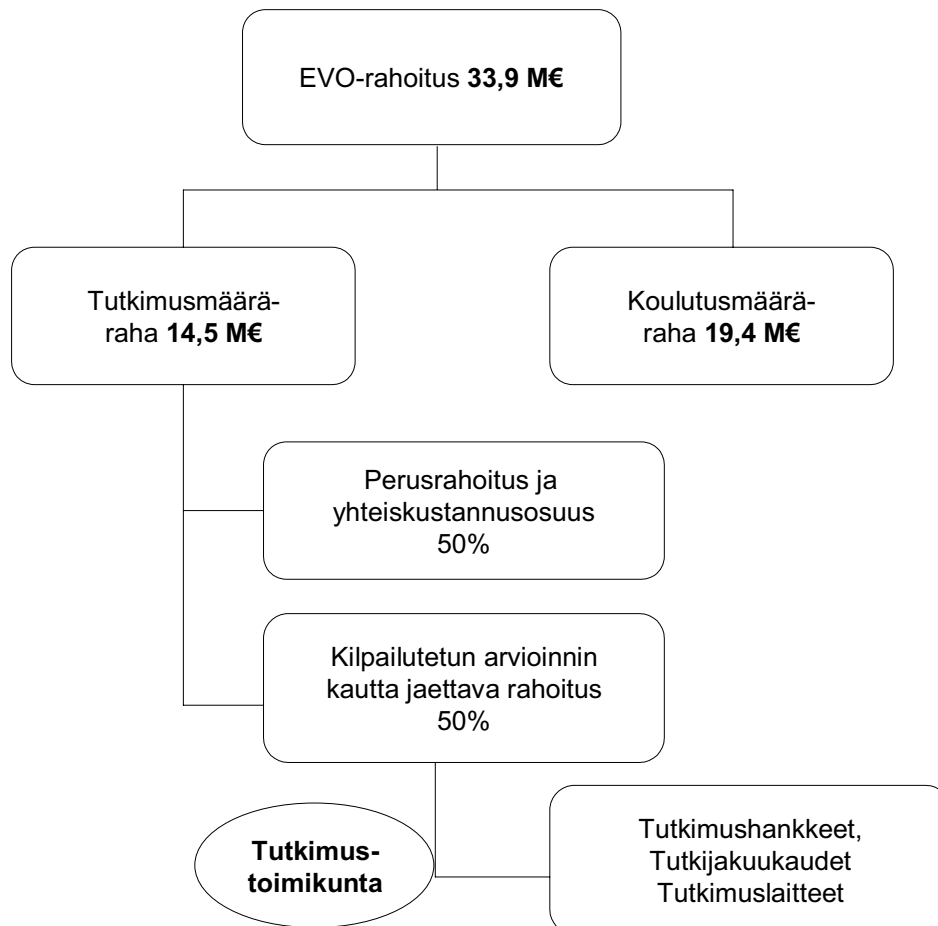 EVO-rahoitus 33,9 M€
Tutkimusmäärä-
raha 14,5 M€
Koulutusmäärä-
raha 19,4 M€
Perusrahoitus ja
yhteiskustannusosuus
50%
Kilpailutetun arvioinnin
kautta jaettava rahoitus
50%
Tutkimus-
toimikunta
Tutkimushankkeet,
Tutkijakuukaudet
Tutkimuslaitteet